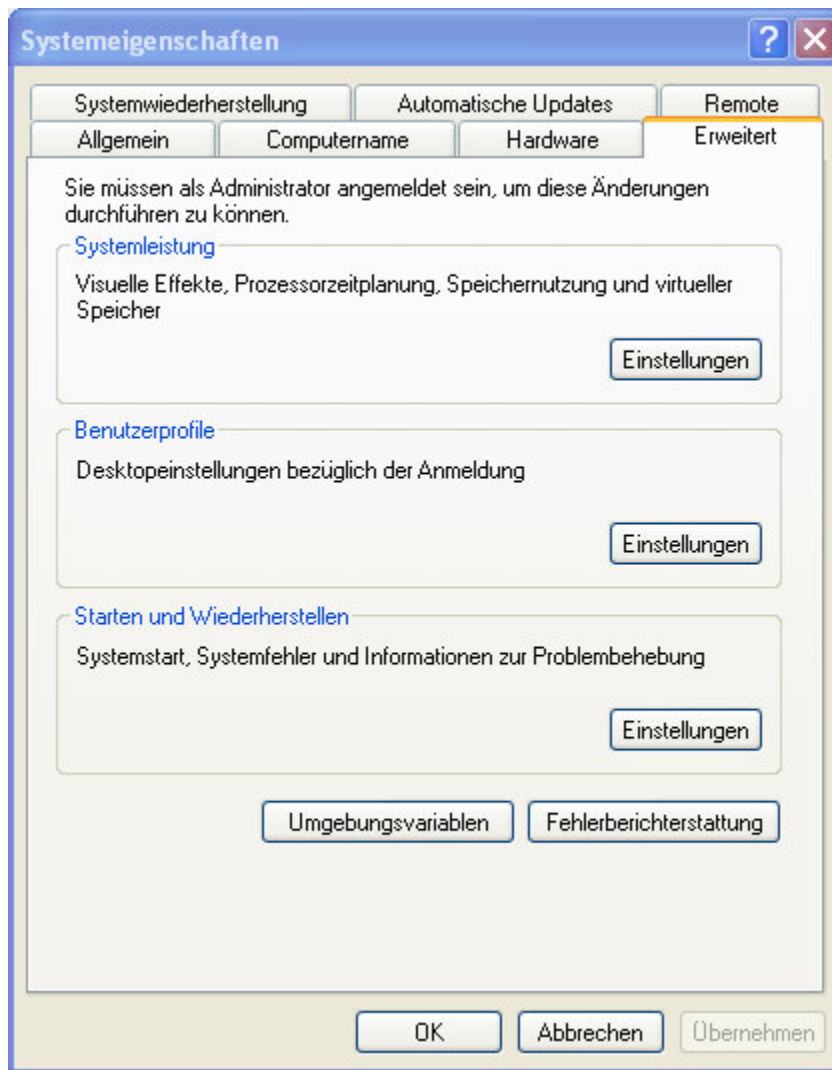 Systemeigenschaften
?
Systemwiederherstellung Automatische Updates Remote
Allgemein Computername Hardware Erweitert
Sie müssen als Administrator angemeldet sein, um diese Änderungen
durchführen zu können.
Systemleistung
Visuelle Effekte, Prozessorzeitplanung, Speichernutzung und virtueller
Speicher
Einstellungen
Benutzerprofile
Desktopeinstellungen bezüglich der Anmeldung
Einstellungen
Starten und Wiederherstellen
Systemstart, Systemfehler und Informationen zur Problembehebung
Einstellungen
Umgebungsvariablen Fehlerberichterstattung
OK Abbrechen Übernehmen